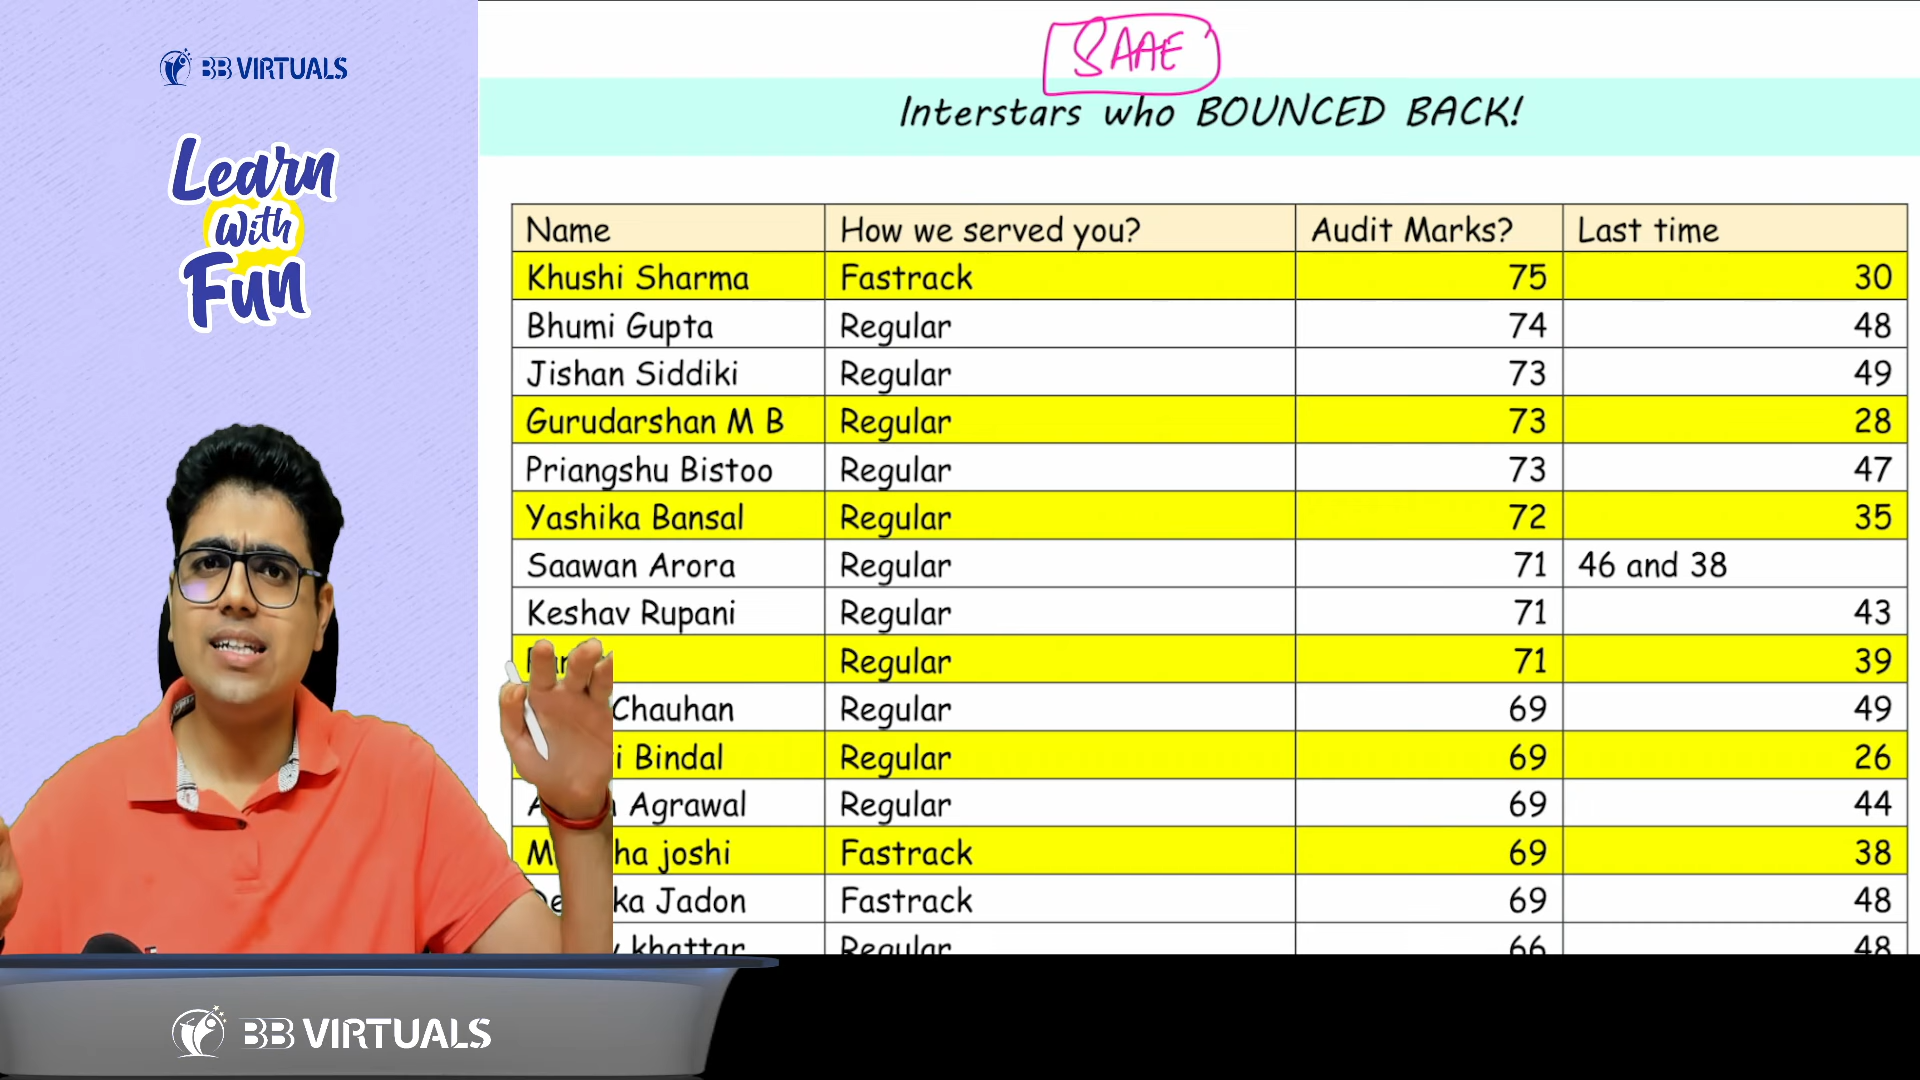 BB VIRTUALS
Learn
With
Fun
SAAE
Interstars who BOUNCED BACK!
Name How we served you? Audit Marks? Last time
Khushi Sharma Fastrack 75 30
Bhumi Gupta Regular 74 48
Jishan Siddiki Regular 73 49
Gurudarshan M B Regular 73 28
Priangshu Bistoo Regular 73 47
Yashika Bansal Regular 72 35
Saawan Arora Regular 71 46 and 38
Keshav Rupani Regular 71 43
Regular 71 39
Chauhan Regular 69 49
Bindal Regular 69 26
Agrawal Regular 69 44
joshi Fastrack 69 38
Jadon Fastrack 69 48
khattar Regular 66 48
BB VIRTUALS